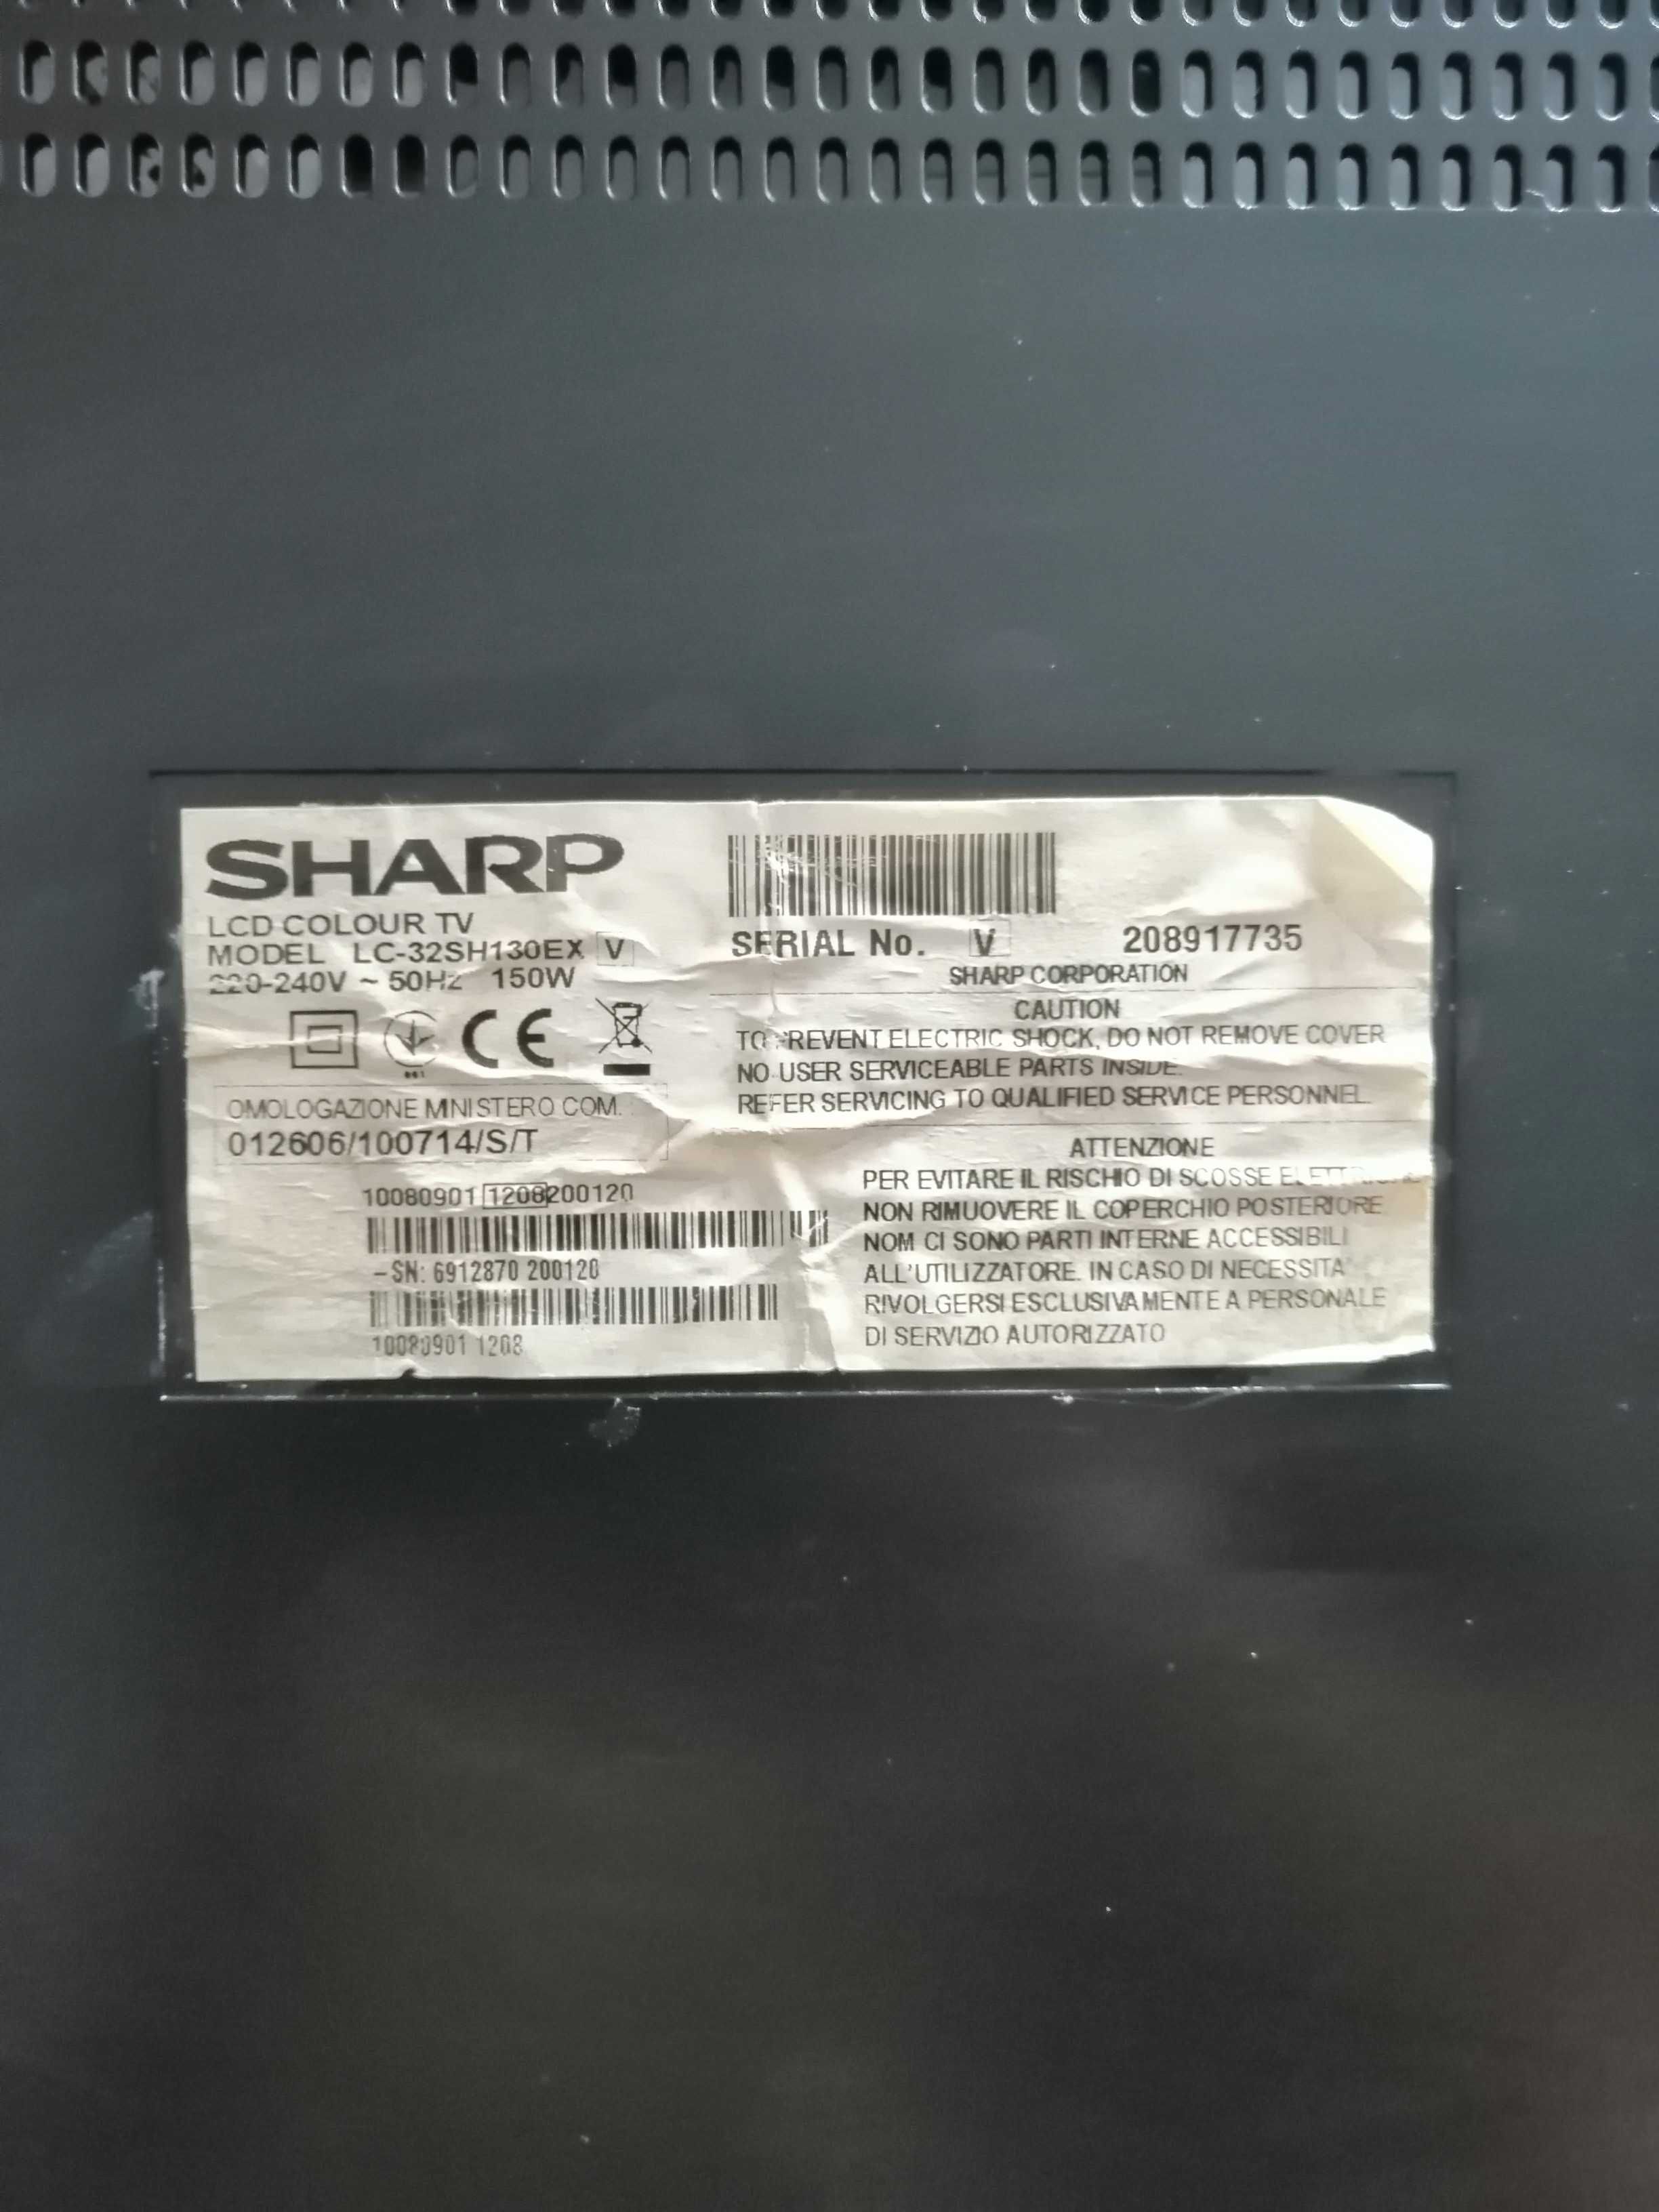 SHARP
LCD COLOUR TV
MODEL LC-32SH130EX V
220-240V ~ 50Hz 150W
CE
OMOLOGAZIONE MNISTERO COM.
012606/100714/S/T
10080901 1208200120
-SN: 6912870 200120
10080901 1208
SERIAL No. V 208917735
SHARP CORPORATION
CAUTION
TO PREVENT ELECTRIC SHOCK, DO NOT REMOVE COVER
NO USER SERVICEABLE PARTS INSIDE.
REFER SERVICING TO QUALIFIED SERVICE PERSONNEL.
ATTENZIONE
PER EVITARE IL RISCHIO DI SCOSSE ELETTRICHE
NON RIMUOVERE IL COPERCHIO POSTERIORE
NOM CI SONO PARTI INTERNE ACCESSIBILI
ALL'UTILIZZATORE. IN CASO DI NECESSITA'
RIVOLGERSI ESCLUSIVAMENTE A PERSONALE
DI SERVIZIO AUTORIZZATO